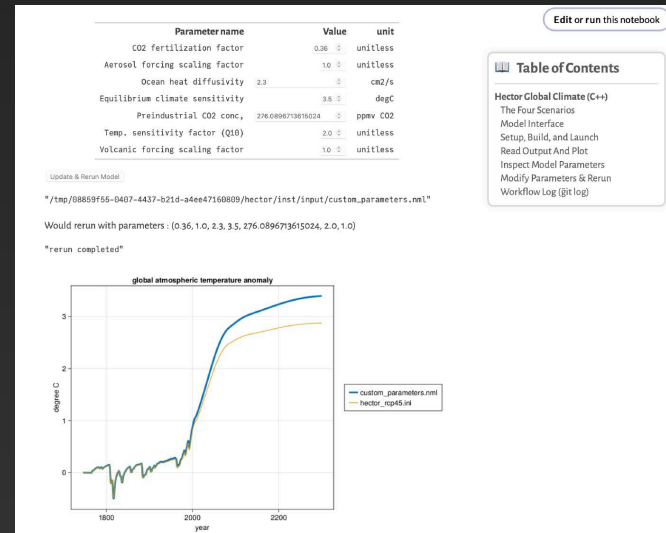 Edit or run this notebook
Parameter name Value unit
CO2 fertilization factor 0.36 unitless
Aerosol forcing scaling factor 1.0 unitless
Ocean heat diffusivity 2.3 cm2/s
Equilibrium climate sensitivity 3.5 degC
Preindustrial CO2 conc, 276.0896713615024 ppmv CO2
Temp. sensitivity factor (Q10) 2.0 unitless
Volcanic forcing scaling factor 1.0 unitless
Update & Rerun Model
"/tmp/08859f55-0407-4437-b21d-a4ee47160809/hector/inst/input/custom_parameters.nml"
Would rerun with parameters : (0.36, 1.0, 2.3, 3.5, 276.0896713615024, 2.0, 1.0)
"rerun completed"
Table of Contents
Hector Global Climate (C++)
The Four Scenarios
Model Interface
Setup, Build, and Launch
Read Output And Plot
Inspect Model Parameters
Modify Parameters & Rerun
Workflow Log (git log)
global atmospheric temperature anomaly
3
2
1
0
degree C
1800 2000 2200
year
custom_parameters.nml
hector_rcp45.ini